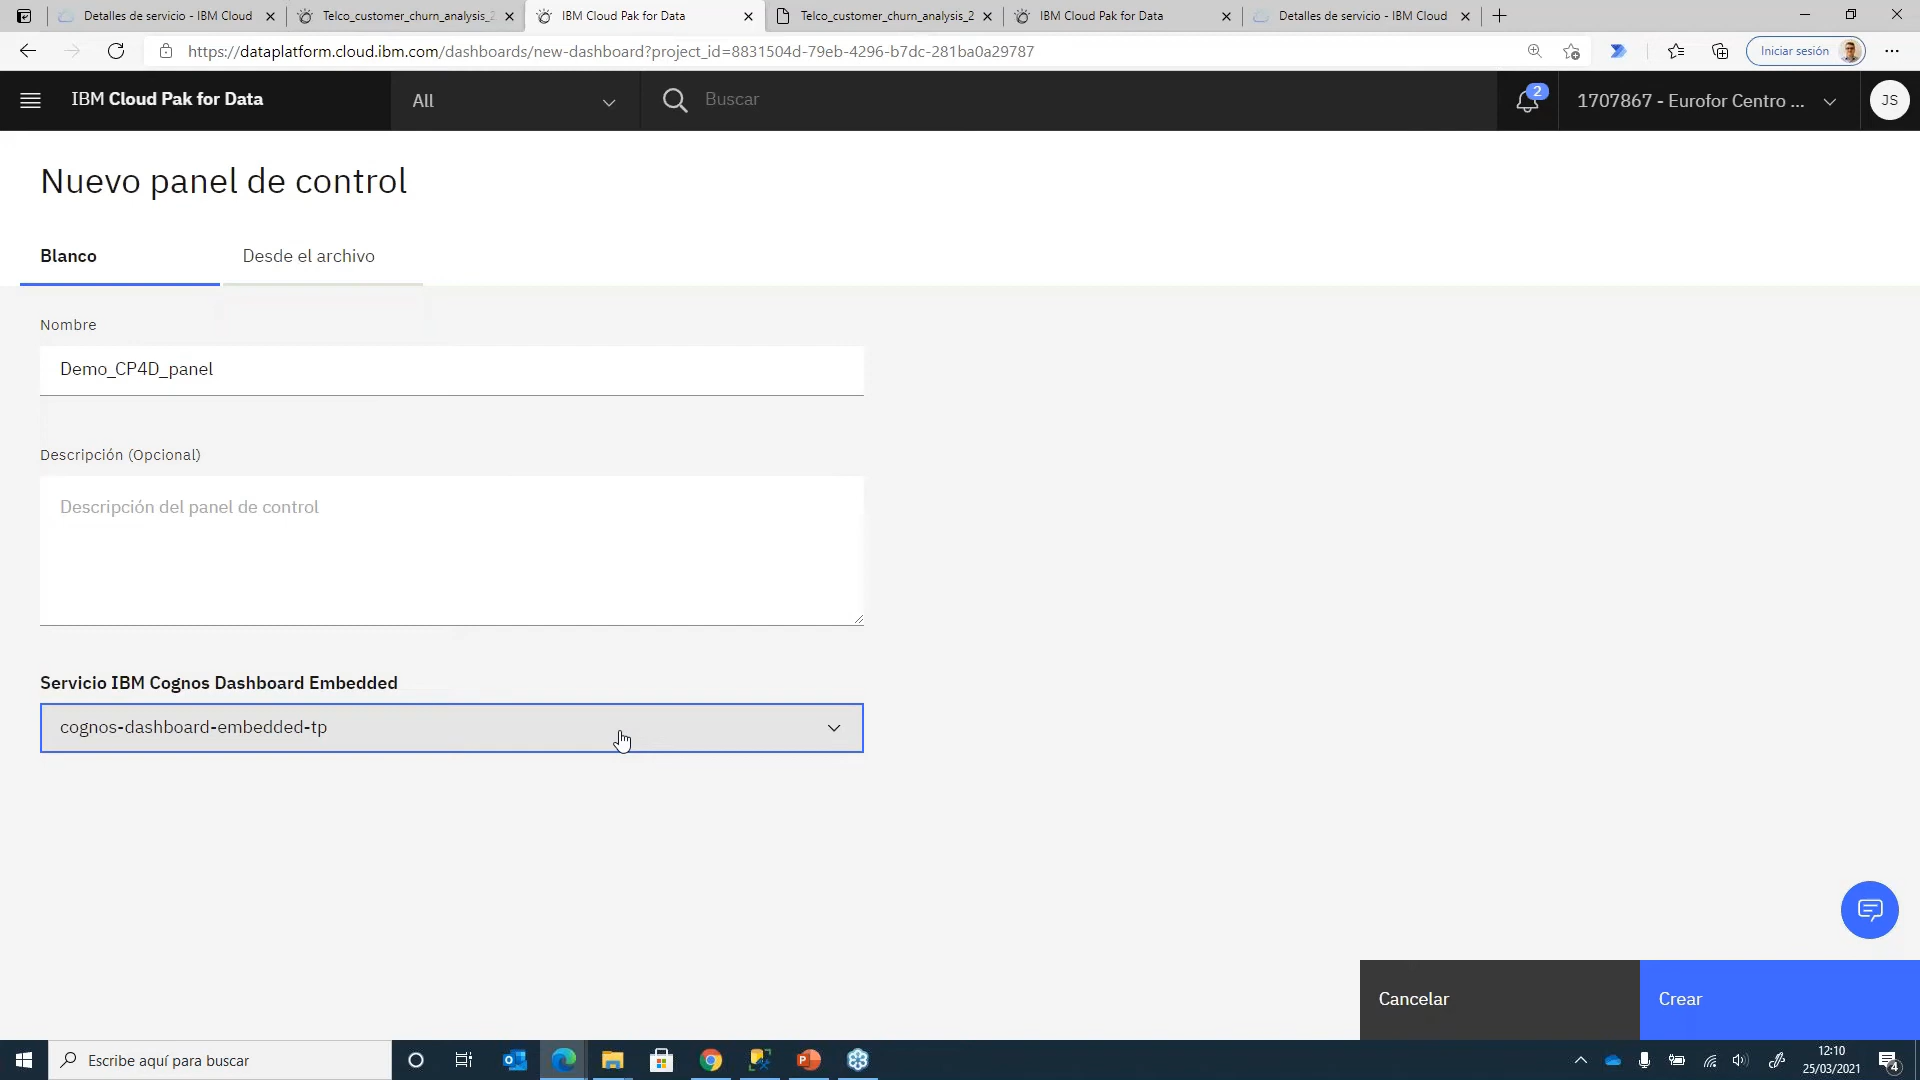 Detalles de servicio - IBM Cloud
Telco_customer_churn_analysis_2
IBM Cloud Pak for Data
Telco_customer_churn_analysis_2
IBM Cloud Pak for Data
Detalles de servicio - IBM Cloud
https://dataplatform.cloud.ibm.com/dashboards/new-dashboard?project_id=8831504d-79eb-4296-b7dc-281ba0a29787
Iniciar sesión
IBM Cloud Pak for Data
All
Buscar
2
1707867 - Eurofor Centro ...
JS
Nuevo panel de control
Blanco
Desde el archivo
Nombre
Demo_CP4D_panel
Descripción (Opcional)
Descripción del panel de control
Servicio IBM Cognos Dashboard Embedded
cognos-dashboard-embedded-tp
Cancelar
Crear
Escribe aquí para buscar
12:10
25/03/2021
4